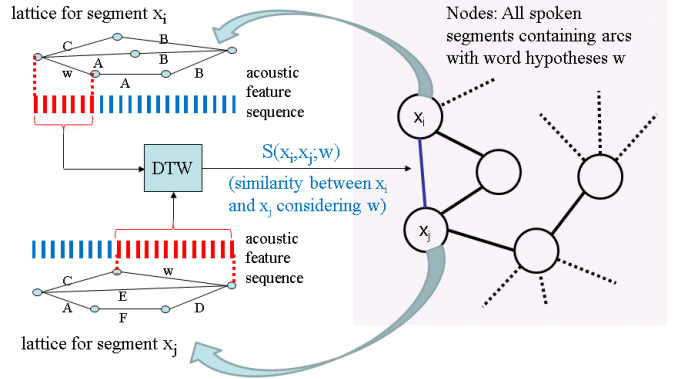 lattice for segment xi
C
B
A
B
w
A
B
acoustic
feature
sequence
DTW
S(xi,xj;w)
(similarity between xi
and xj considering w)
acoustic
feature
sequence
C
w
E
A
F
D
lattice for segment xj
Nodes: All spoken
segments containing arcs
with word hypotheses w
xi
xj